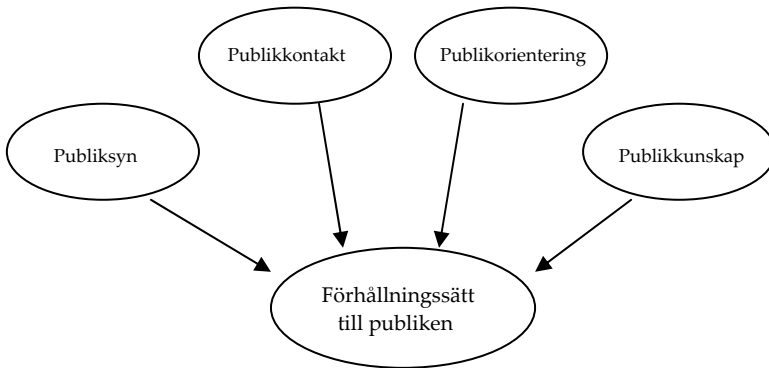 Publikkontakt
Publikorientering
Publiksyn
Publikkunskap
Förhållningssätt
till publiken